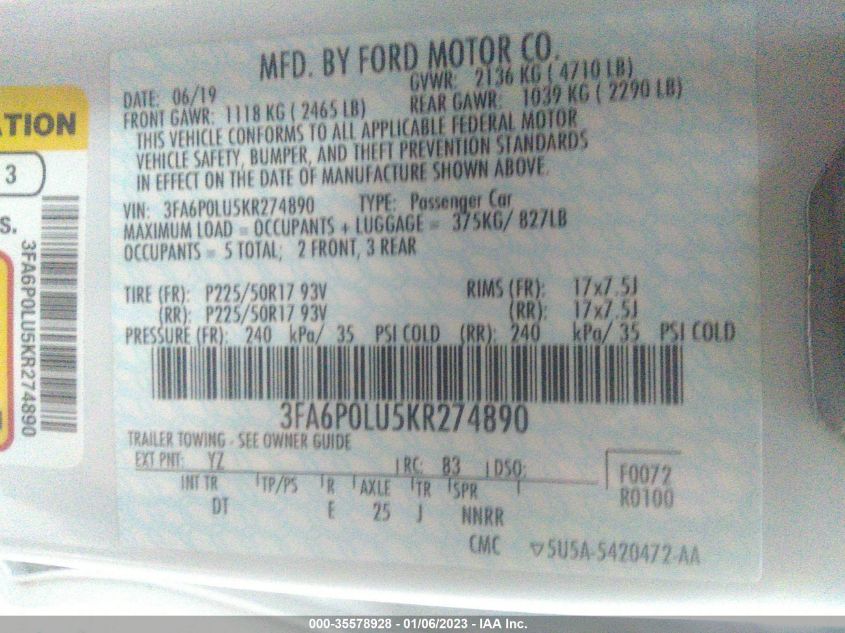 MFD. BY FORD MOTOR CO.
DATE: 06/19 GVWR: 2136 KG ( 4710 LB)
FRONT GAWR: 1118 KG ( 2465 LB) REAR GAWR: 1039 KG ( 2290 LB)
THIS VEHICLE CONFORMS TO ALL APPLICABLE FEDERAL MOTOR
VEHICLE SAFETY, BUMPER, AND THEFT PREVENTION STANDARDS
IN EFFECT ON THE DATE OF MANUFACTURE SHOWN ABOVE.
VIN: 3FA6P0LU5KR274890 TYPE: Passenger Car
MAXIMUM LOAD = OCCUPANTS + LUGGAGE = 375KG/ 827LB
OCCUPANTS = 5 TOTAL; 2 FRONT, 3 REAR
TIRE (FR): P225/50R17 93V RIMS (FR): 17x7.5J
(RR): P225/50R17 93V (RR): 17x7.5J
PRESSURE (FR): 240 kPa/ 35 PSI COLD (RR): 240 kPa/ 35 PSI COLD
3FA6P0LU5KR274890
TRAILER TOWING - SEE OWNER GUIDE
EXT PNT: YZ RC: B3 DSO:
INT TR TP/PS R AXLE TR SPR
DT E 25 J NNRR
F0072
R0100
CMC ▽5U5A-5420472-AA
3
S.
3FA6P0LU5KR274890
000-35578928 - 01/06/2023 - IAA Inc.